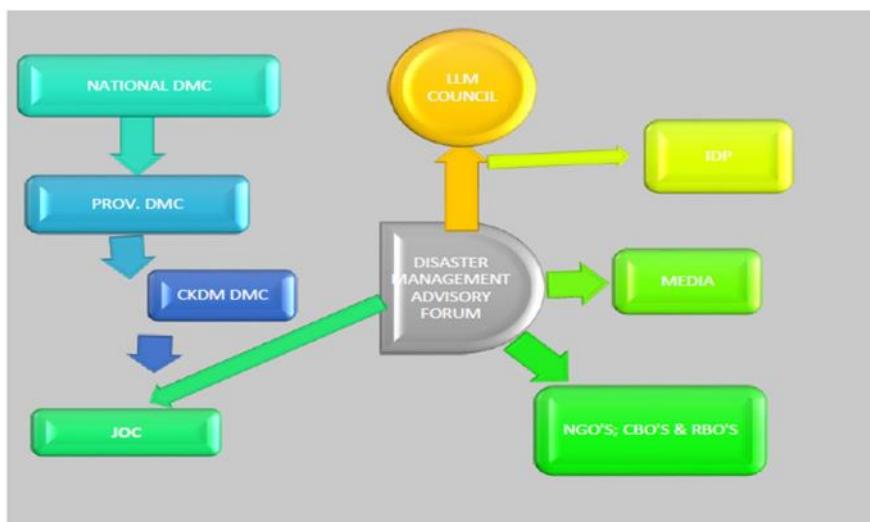 NATIONAL DMC
LLM
COUNCIL
IDP
PROV. DMC
DISASTER
MANAGEMENT
ADVISORY
FORUM
CKDM DMC
MEDIA
JOC
NGO'S; CBO'S & RBO'S